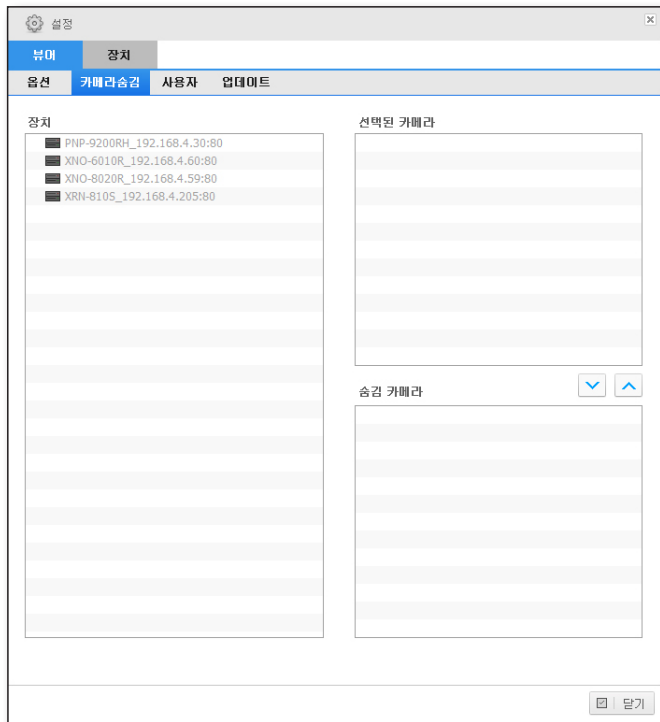 설정
뷰어 장치
옵션 카메라숨김 사용자 업데이트
장치
PNP-9200RH_192.168.4.30:80
XNO-6010R_192.168.4.60:80
XNO-8020R_192.168.4.59:80
XRN-810S_192.168.4.205:80
선택된 카메라
숨김 카메라
닫기